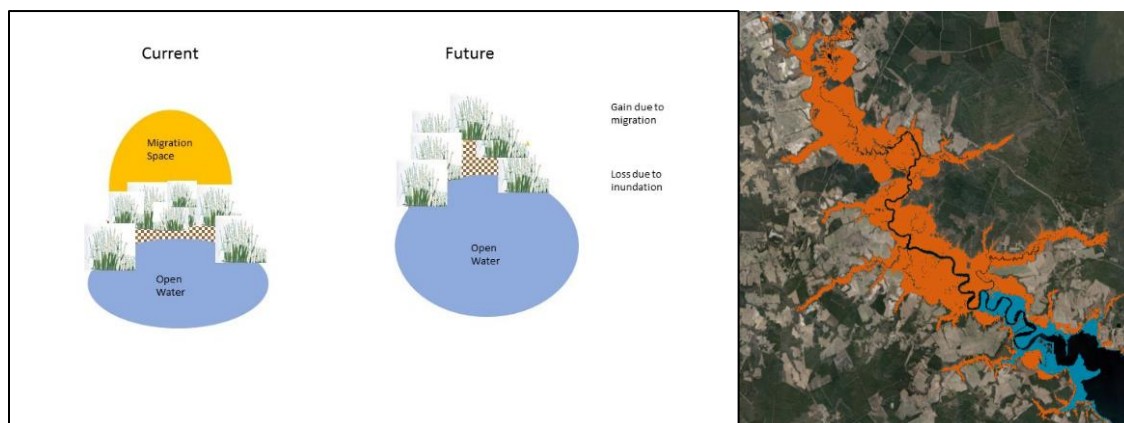 Current
Future
Migration
Space
Gain due to
migration
Loss due to
inundation
Open
Water
Open
Water